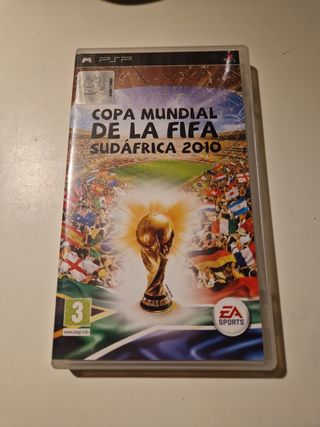 PSP
COPA MUNDIAL
DE LA FIFA
SUDÁFRICA 2010
3
www.pegi.info
EA
SPORTS